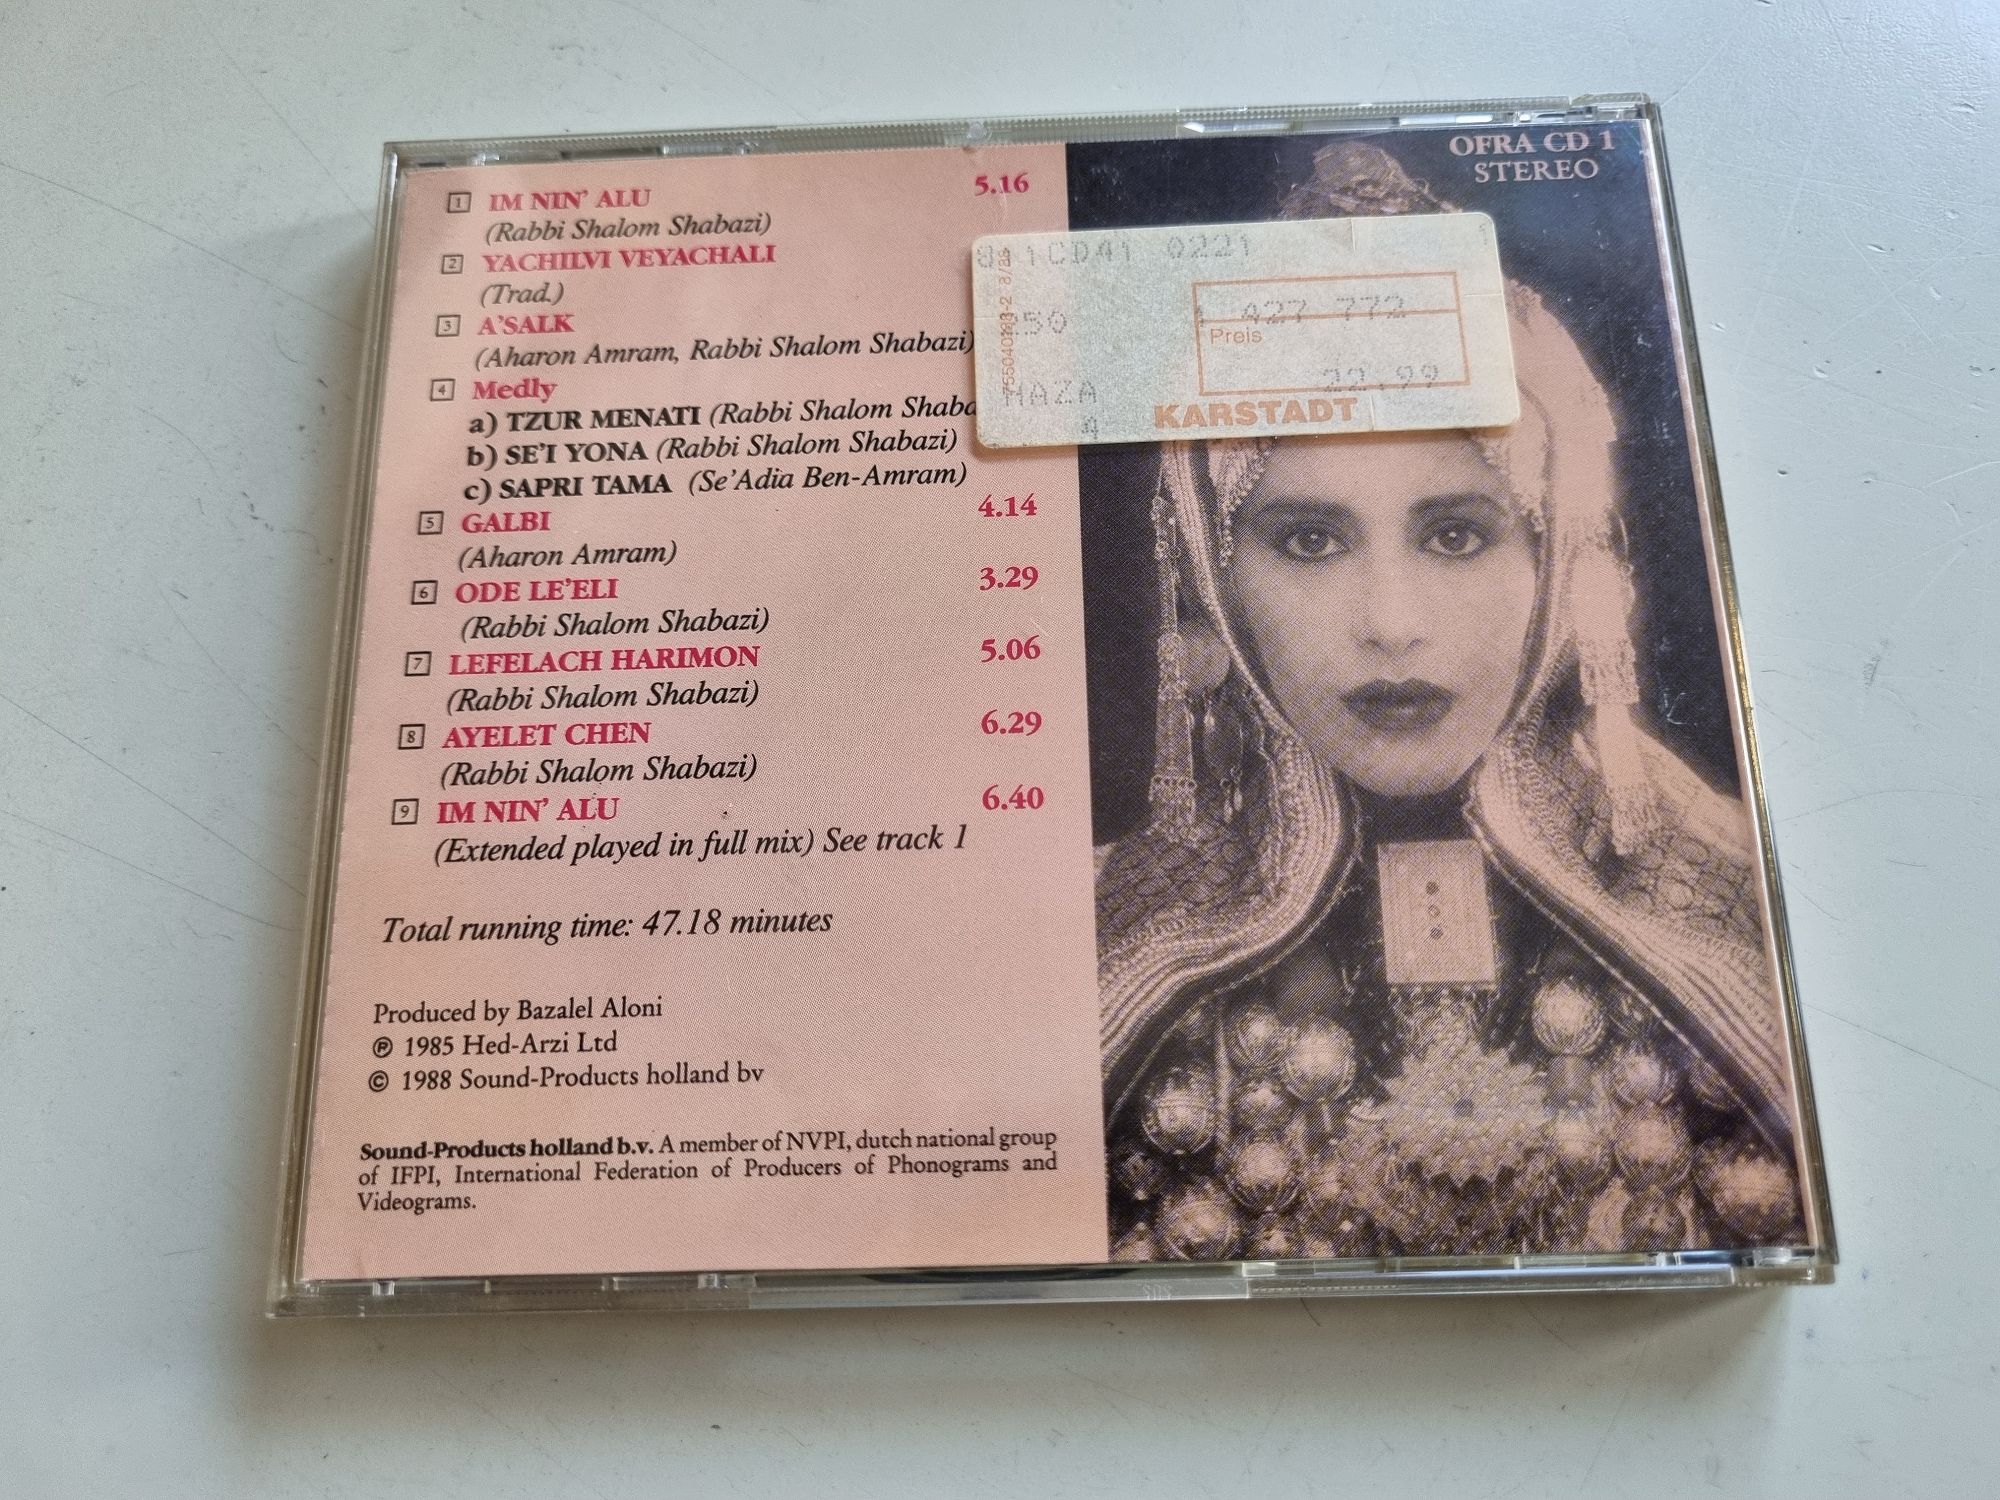 1 IM NIN' ALU 5.16
(Rabbi Shalom Shabazi)
2 YACHILVI VEYACHALI
(Trad.)
3 A'SALK
(Aharon Amram, Rabbi Shalom Shabazi)
4 Medly
a) TZUR MENATI (Rabbi Shalom Shaba
b) SE'I YONA (Rabbi Shalom Shabazi)
c) SAPRI TAMA (Se'Adia Ben-Amram)
5 GALBI 4.14
(Aharon Amram)
6 ODE LE'ELI 3.29
(Rabbi Shalom Shabazi)
7 LEFELACH HARIMON 5.06
(Rabbi Shalom Shabazi)
8 AYELET CHEN 6.29
(Rabbi Shalom Shabazi)
9 IM NIN' ALU 6.40
(Extended played in full mix) See track 1
Total running time: 47.18 minutes
Produced by Bazalel Aloni
℗ 1985 Hed-Arzi Ltd
© 1988 Sound-Products holland bv
Sound-Products holland b.v. A member of NVPI, dutch national group
of IFPI, International Federation of Producers of Phonograms and
Videograms.
OFRA CD 1
STEREO
1CD41 0221
427 772
Preis
HAZA 22.99
4 KARSTADT
SOS